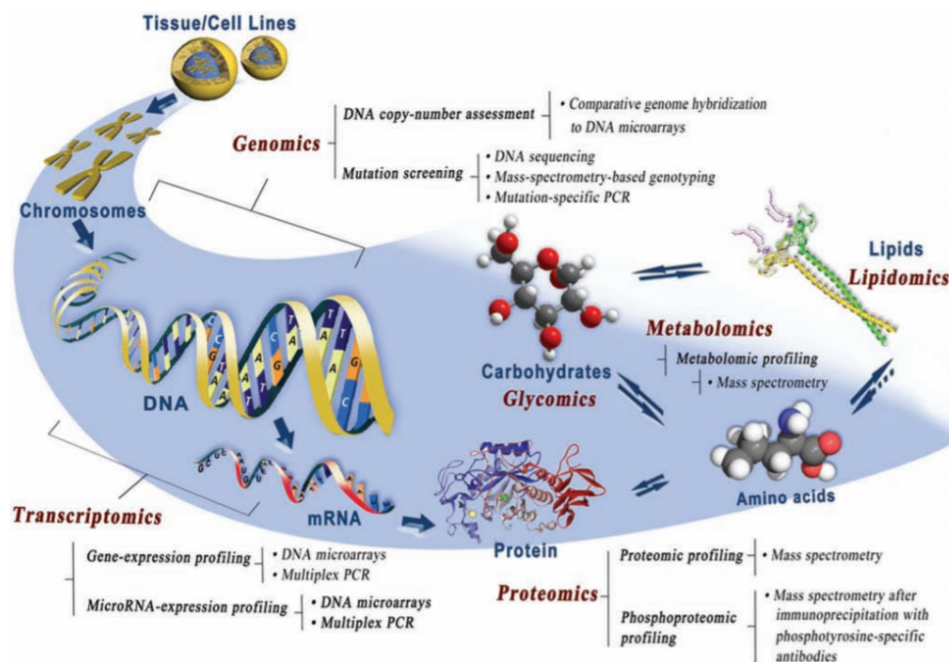 Tissue/Cell Lines
Chromosomes
DNA
mRNA
Genomics
DNA copy-number assessment
• Comparative genome hybridization
to DNA microarrays
Mutation screening
• DNA sequencing
• Mass-spectrometry-based genotyping
• Mutation-specific PCR
Carbohydrates
Glycomics
Lipids
Lipidomics
Metabolomics
Metabolomic profiling
• Mass spectrometry
Amino acids
Protein
Transcriptomics
Gene-expression profiling
• DNA microarrays
• Multiplex PCR
MicroRNA-expression profiling
• DNA microarrays
• Multiplex PCR
Proteomics
Proteomic profiling
• Mass spectrometry
Phosphoproteomic
profiling
• Mass spectrometry after
immunoprecipitation with
phosphotyrosine-specific
antibodies